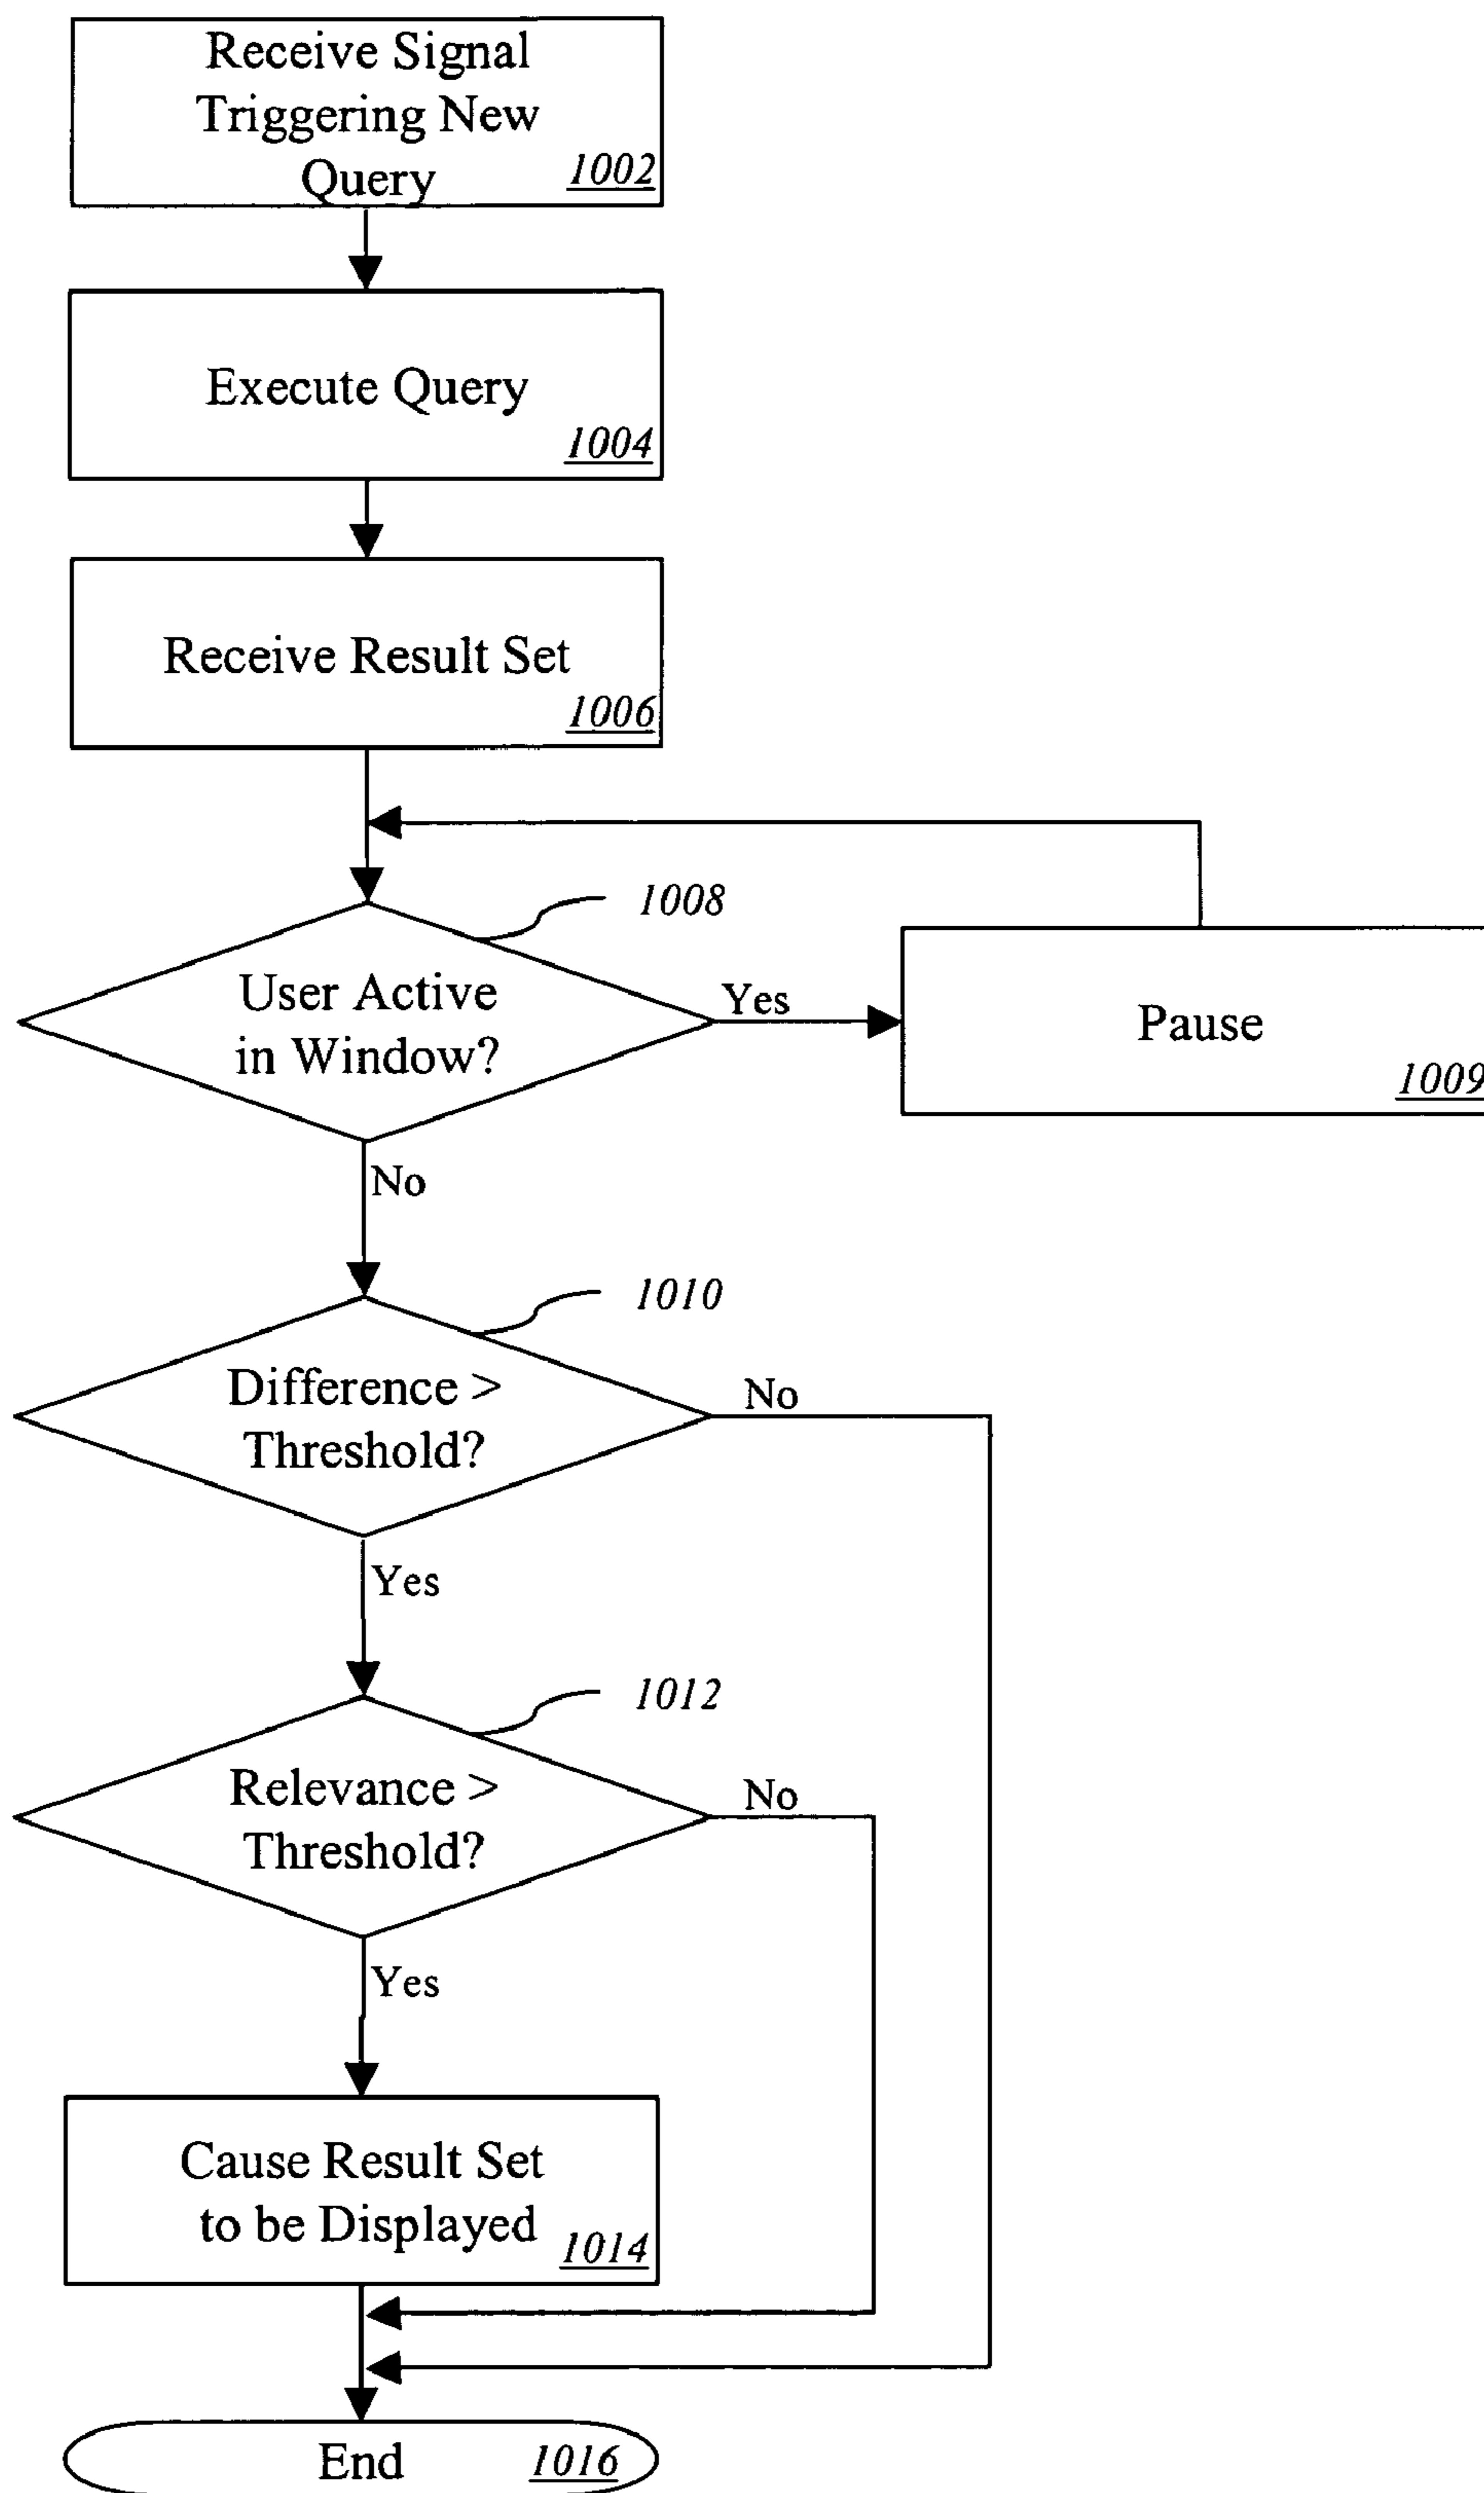 Receive Signal
Triggering New
Query
1002
Execute Query
1004
Receive Result Set
1006
1008
User Active
in Window?
Yes
Pause
1009
No
1010
Difference >
Threshold?
No
Yes
1012
Relevance >
Threshold?
No
Yes
Cause Result Set
to be Displayed
1014
End
1016